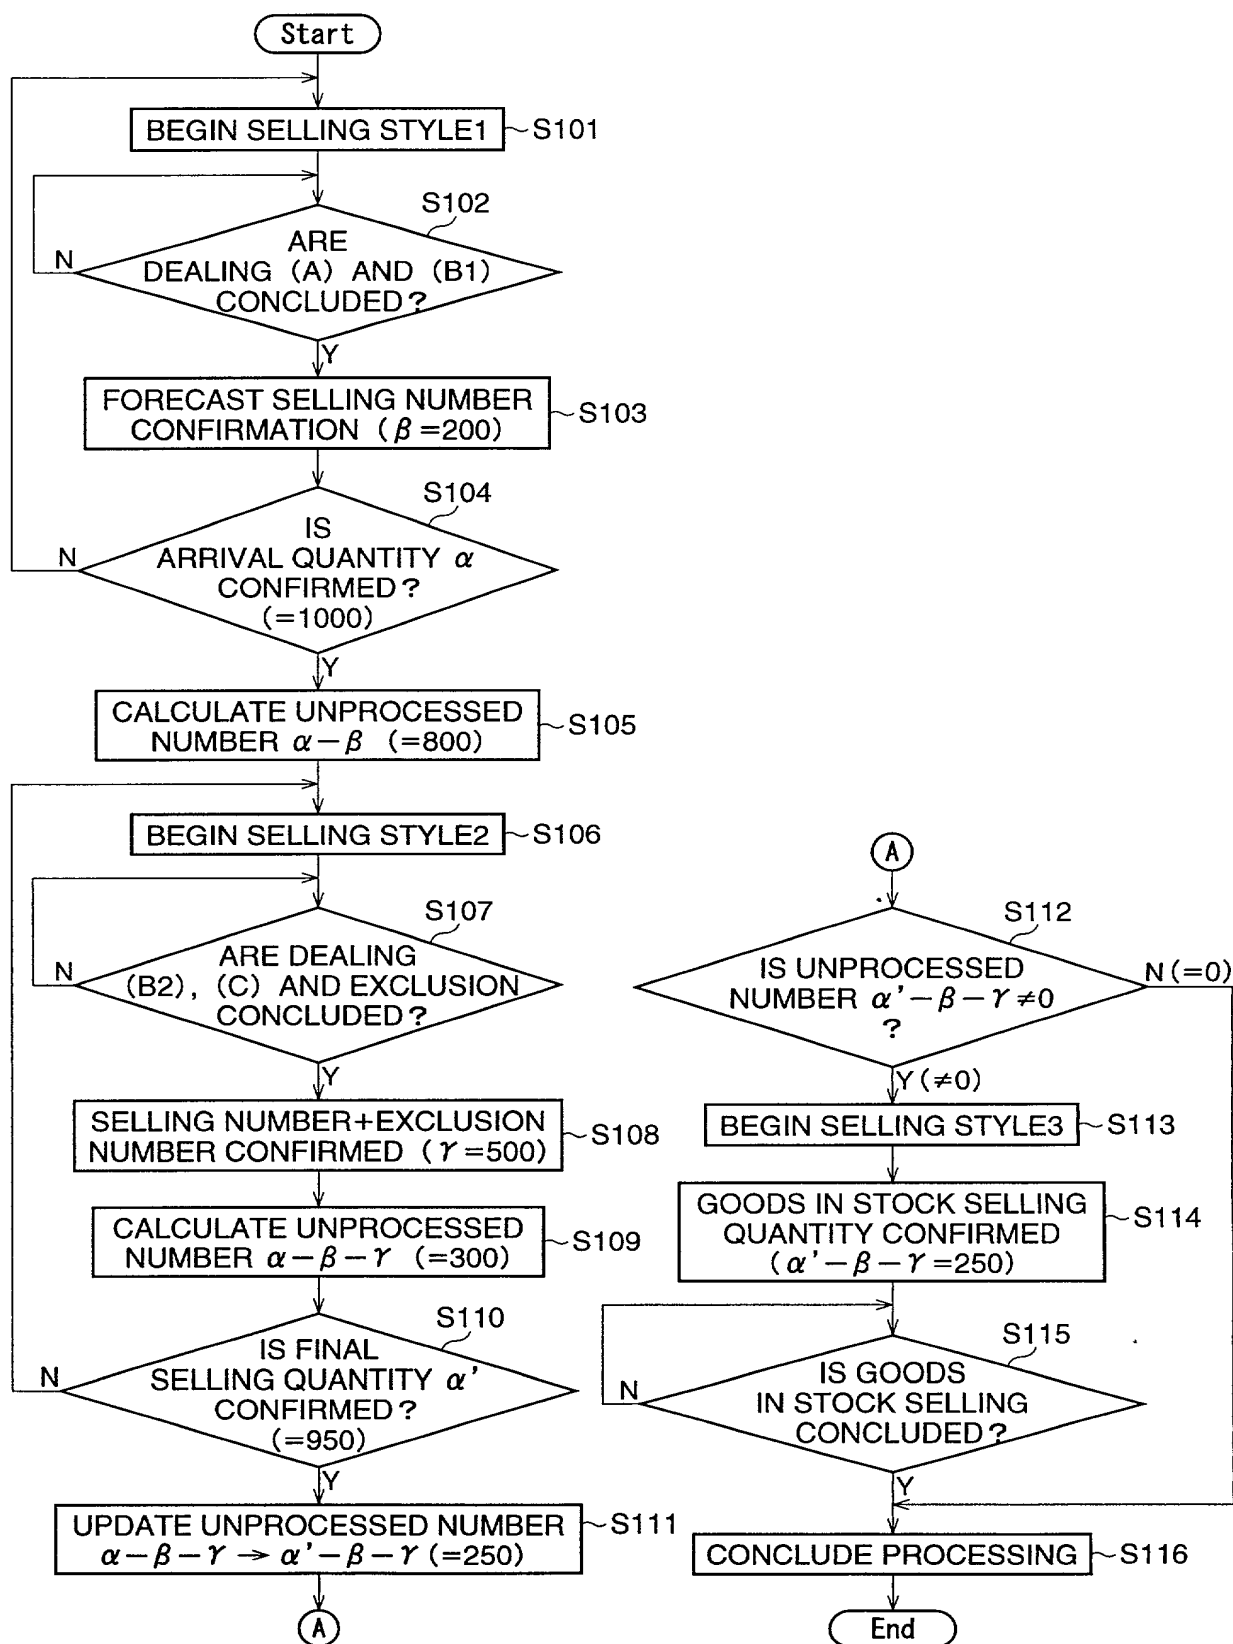 Start
BEGIN SELLING STYLE1
S101
S102
ARE
DEALING (A) AND (B1)
CONCLUDED?
N
Y
FORECAST SELLING NUMBER
CONFIRMATION (β=200)
S103
S104
IS
ARRIVAL QUANTITY α
CONFIRMED?
(=1000)
N
Y
CALCULATE UNPROCESSED
NUMBER α-β (=800)
S105
BEGIN SELLING STYLE2
S106
S107
ARE DEALING
(B2), (C) AND EXCLUSION
CONCLUDED?
N
Y
SELLING NUMBER+EXCLUSION
NUMBER CONFIRMED (γ=500)
S108
CALCULATE UNPROCESSED
NUMBER α-β-γ (=300)
S109
S110
IS FINAL
SELLING QUANTITY α'
CONFIRMED?
(=950)
N
Y
UPDATE UNPROCESSED NUMBER
α-β-γ → α'-β-γ (=250)
S111
A
A
S112
IS UNPROCESSED
NUMBER α'-β-γ≠0
?
N (=0)
Y (≠0)
BEGIN SELLING STYLE3
S113
GOODS IN STOCK SELLING
QUANTITY CONFIRMED
(α'-β-γ=250)
S114
S115
IS GOODS
IN STOCK SELLING
CONCLUDED?
N
Y
CONCLUDE PROCESSING
S116
End